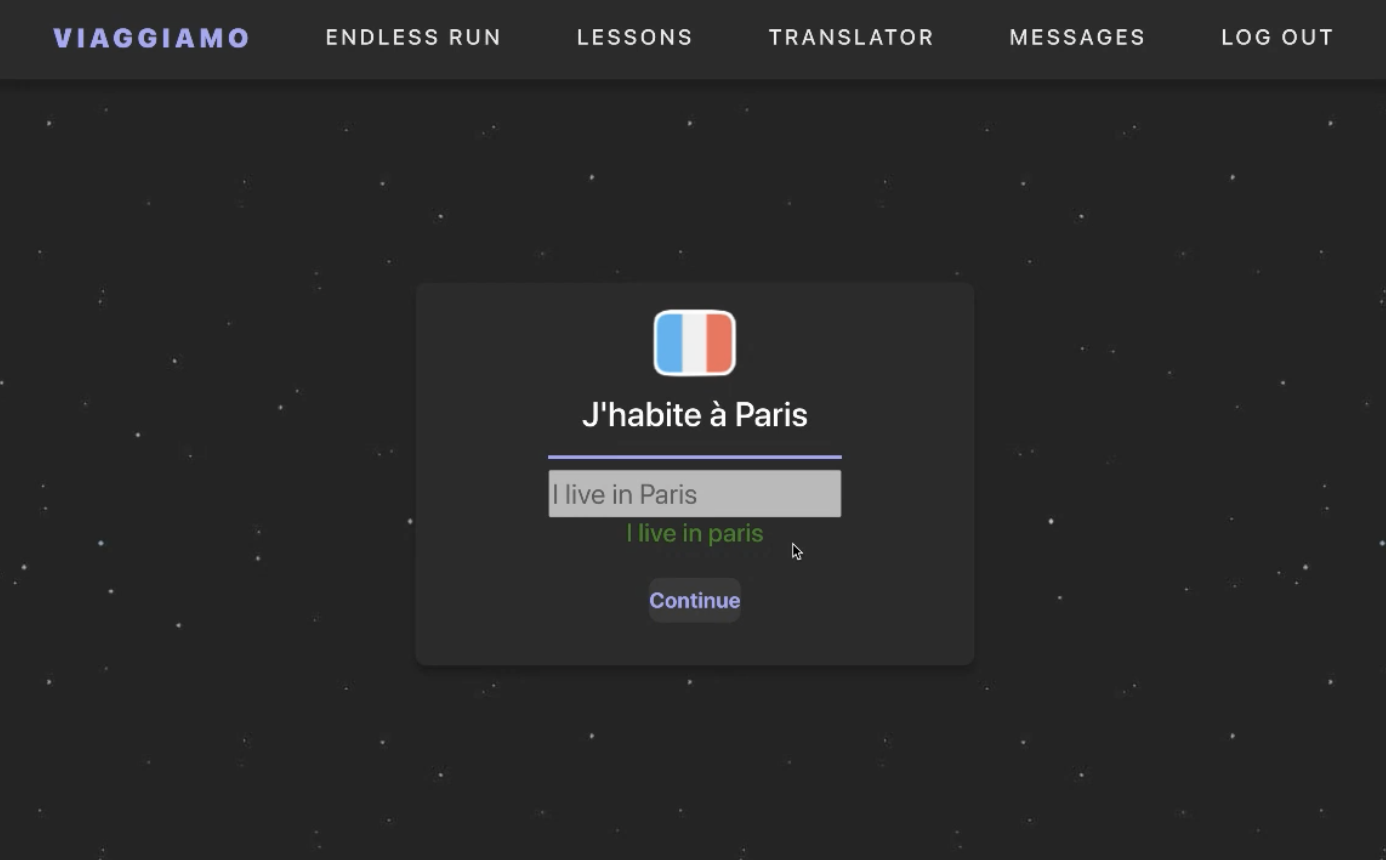 VIAGGIAMO ENDLESS RUN LESSONS TRANSLATOR MESSAGES LOG OUT
J'habite à Paris
I live in Paris
I live in paris
Continue